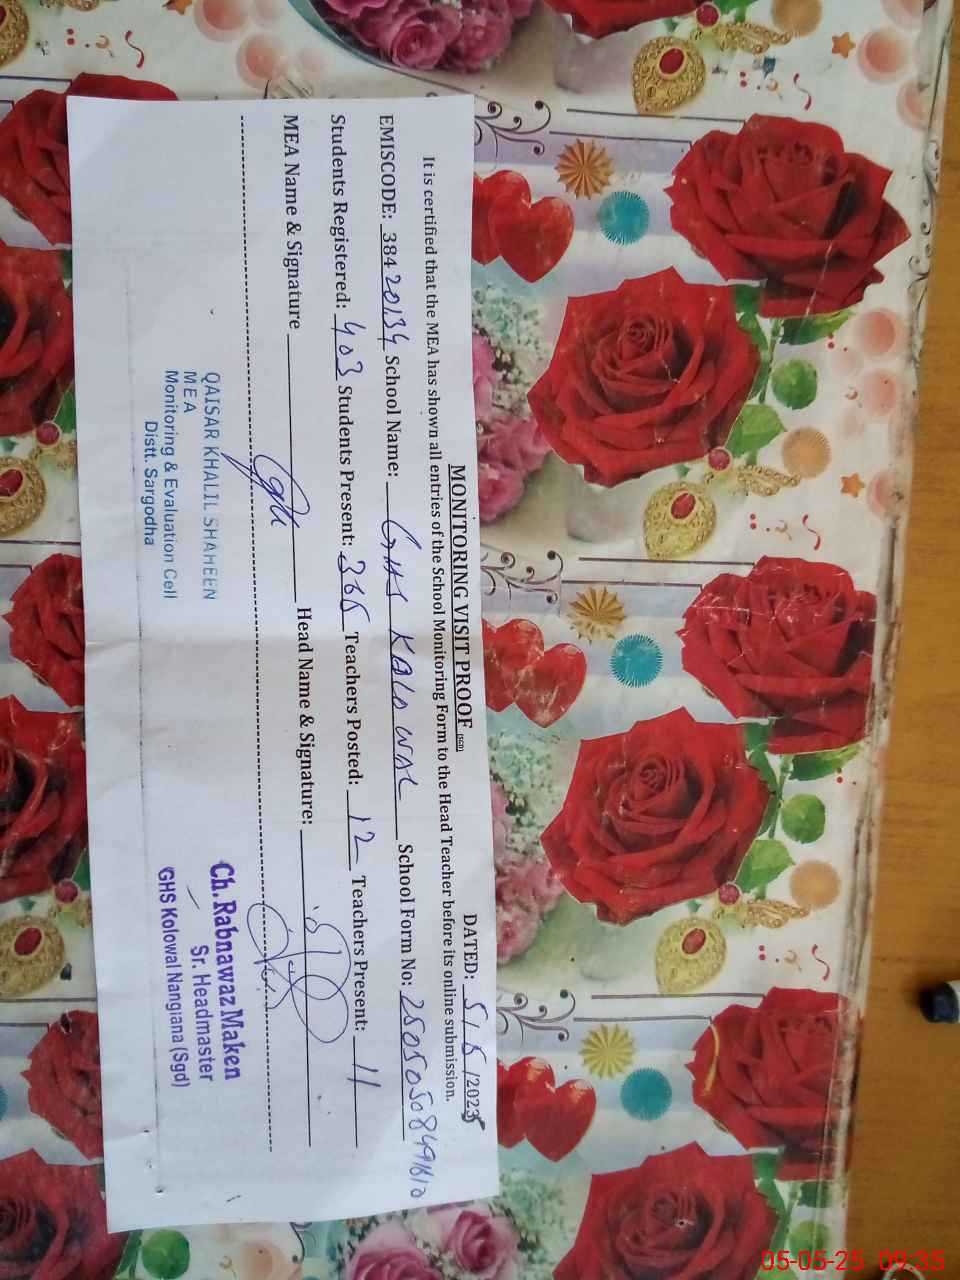 MONITORING VISIT PROOF (SGD)
DATED: 5/5/2025
It is certified that the MEA has shown all entries of the School Monitoring Form to the Head Teacher before its online submission.
EMISCODE: 38420134 School Name: GHS KALOWAL School Form No:
Students Registered: 403 Students Present: 365 Teachers Posted: 12 Teachers Present: 11
MEA Name & Signature Head Name & Signature:
QAISAR KHALIL SHAHEEN
MEA
Monitoring & Evaluation Cell
Distt. Sargodha
Ch. Rabnawaz Maken
Sr. Headmaster
GHS Kolowal Nangiana (Sgd)
05-05-25 09:35